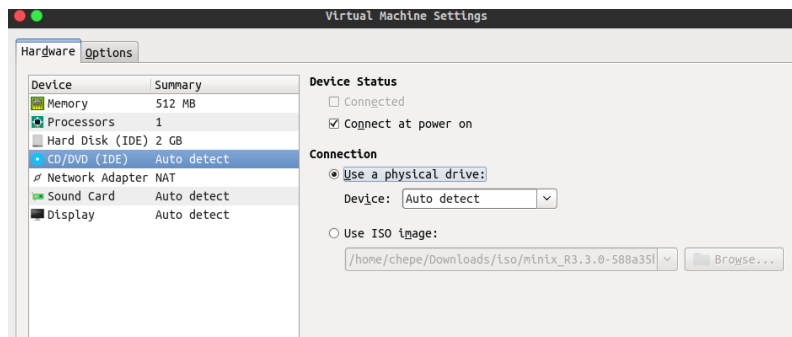 Virtual Machine Settings
Hardware Options
Device Summary
Memory 512 MB
Processors 1
Hard Disk (IDE) 2 GB
CD/DVD (IDE) Auto detect
Network Adapter NAT
Sound Card Auto detect
Display Auto detect
Device Status
Connected
Connect at power on
Connection
Use a physical drive:
Device: Auto detect
Use ISO image:
/home/chepe/Downloads/iso/minix_R3.3.0-588a35l Browse...